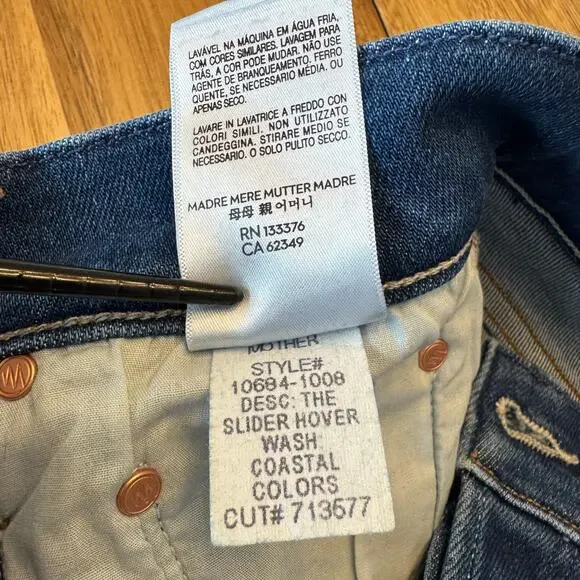 LAVÁVEL NA MÁQUINA EM ÁGUA FRIA,
COM CORES SIMILARES. LAVAGEM PARA
TRÁS, A COR PODE MUDAR. NÃO USE
AGENTE DE BRANQUEAMENTO. FERRO
QUENTE, SE NECESSÁRIO MÉDIA. OU
APENAS SECO.
LAVARE IN LAVATRICE A FREDDO CON
COLORI SIMILI. NON UTILIZZATO
CANDEGGINA. STIRARE MEDIO SE
NECESSARIO. O SOLO PULITO SECCO.
MADRE MERE MUTTER MADRE
母母 親 어머니
RN 133376
CA 62349
MOTHER
STYLE#
10684-1008
DESC: THE
SLIDER HOVER
WASH:
COASTAL
COLORS
CUT# 713577
M
M